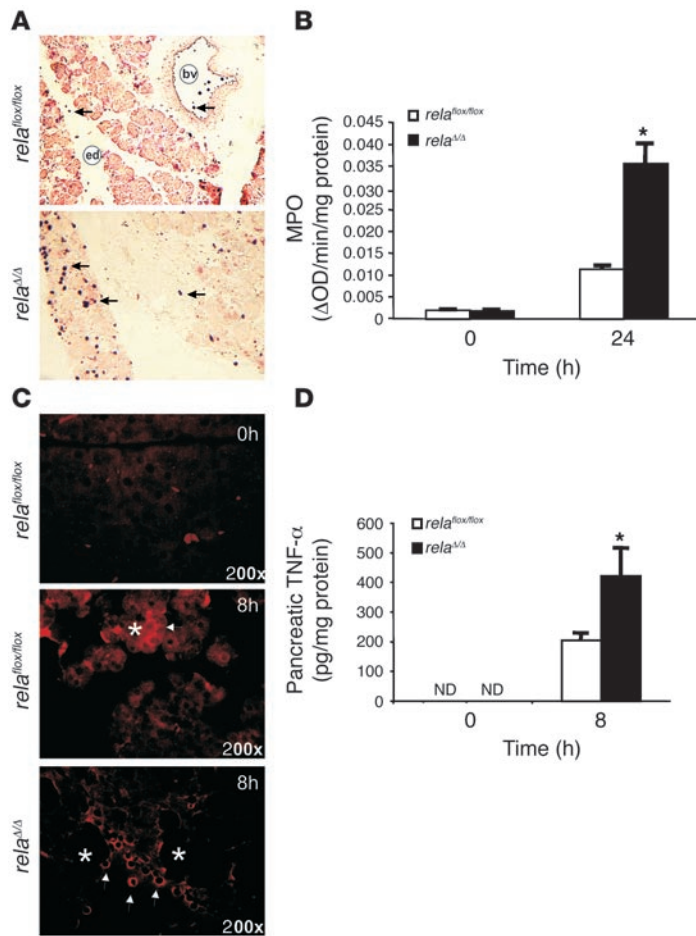 A
rela^flox/flox
bv
ed
rela^Δ/Δ
B
rela^flox/flox
rela^Δ/Δ
MPO
(ΔOD/min/mg protein)
0.045
0.040
0.035
0.030
0.025
0.020
0.015
0.010
0.005
0
*
0 24
Time (h)
C
rela^flox/flox
0h
200x
rela^flox/flox
8h
*
200x
rela^Δ/Δ
8h
* *
200x
D
rela^flox/flox
rela^Δ/Δ
Pancreatic TNF-α
(pg/mg protein)
600
500
400
300
200
100
0
*
ND ND
0 8
Time (h)